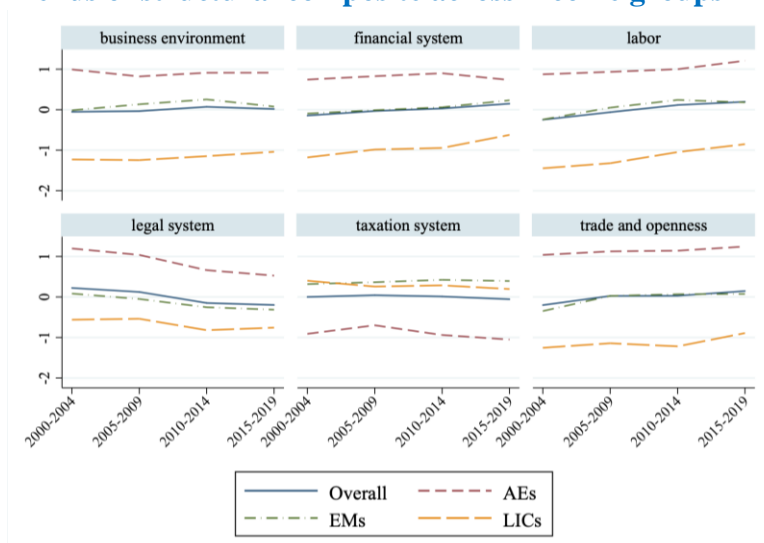 business environment
financial system
labor
1
0
-1
-2
legal system
taxation system
trade and openness
1
0
-1
-2
2000-2004
2005-2009
2010-2014
2015-2019
2000-2004
2005-2009
2010-2014
2015-2019
2000-2004
2005-2009
2010-2014
2015-2019
Overall
AEs
EMs
LICs